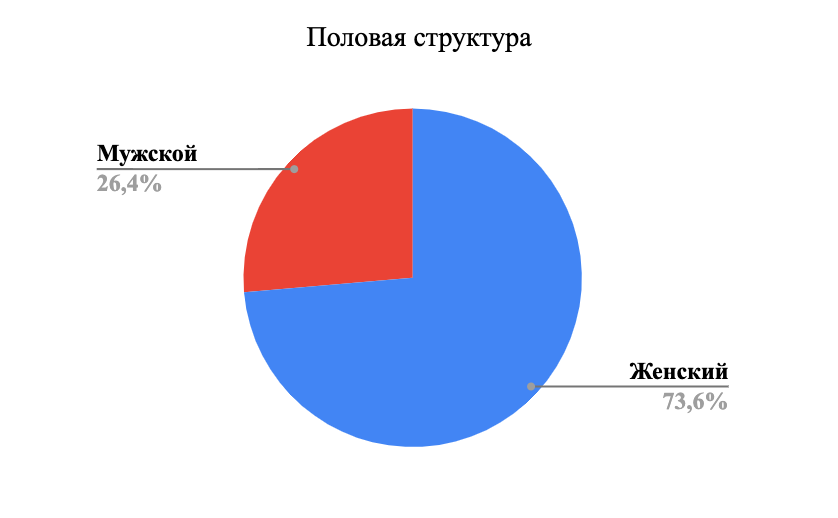 Половая структура
Мужской
26,4%
Женский
73,6%